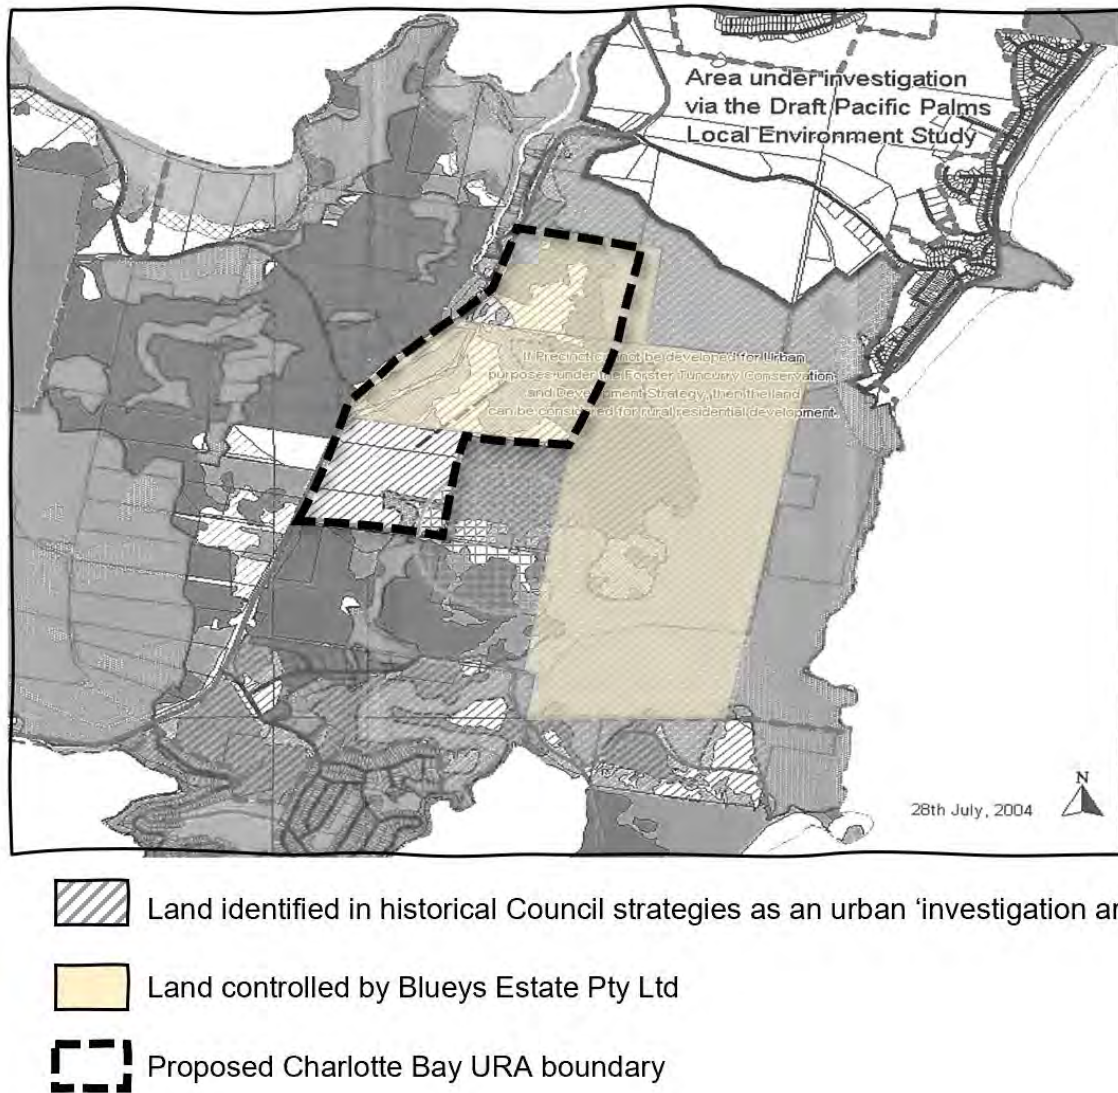 Area under investigation
via the Draft Pacific Palms
Local Environment Study
If Precinct cannot be developed for Urban
purposes under the Forster Tuncurry Conservation
and Development Strategy, then the land
can be considered for rural residential development
N
28th July, 2004
Land identified in historical Council strategies as an urban ‘investigation ar
Land controlled by Blueys Estate Pty Ltd
Proposed Charlotte Bay URA boundary